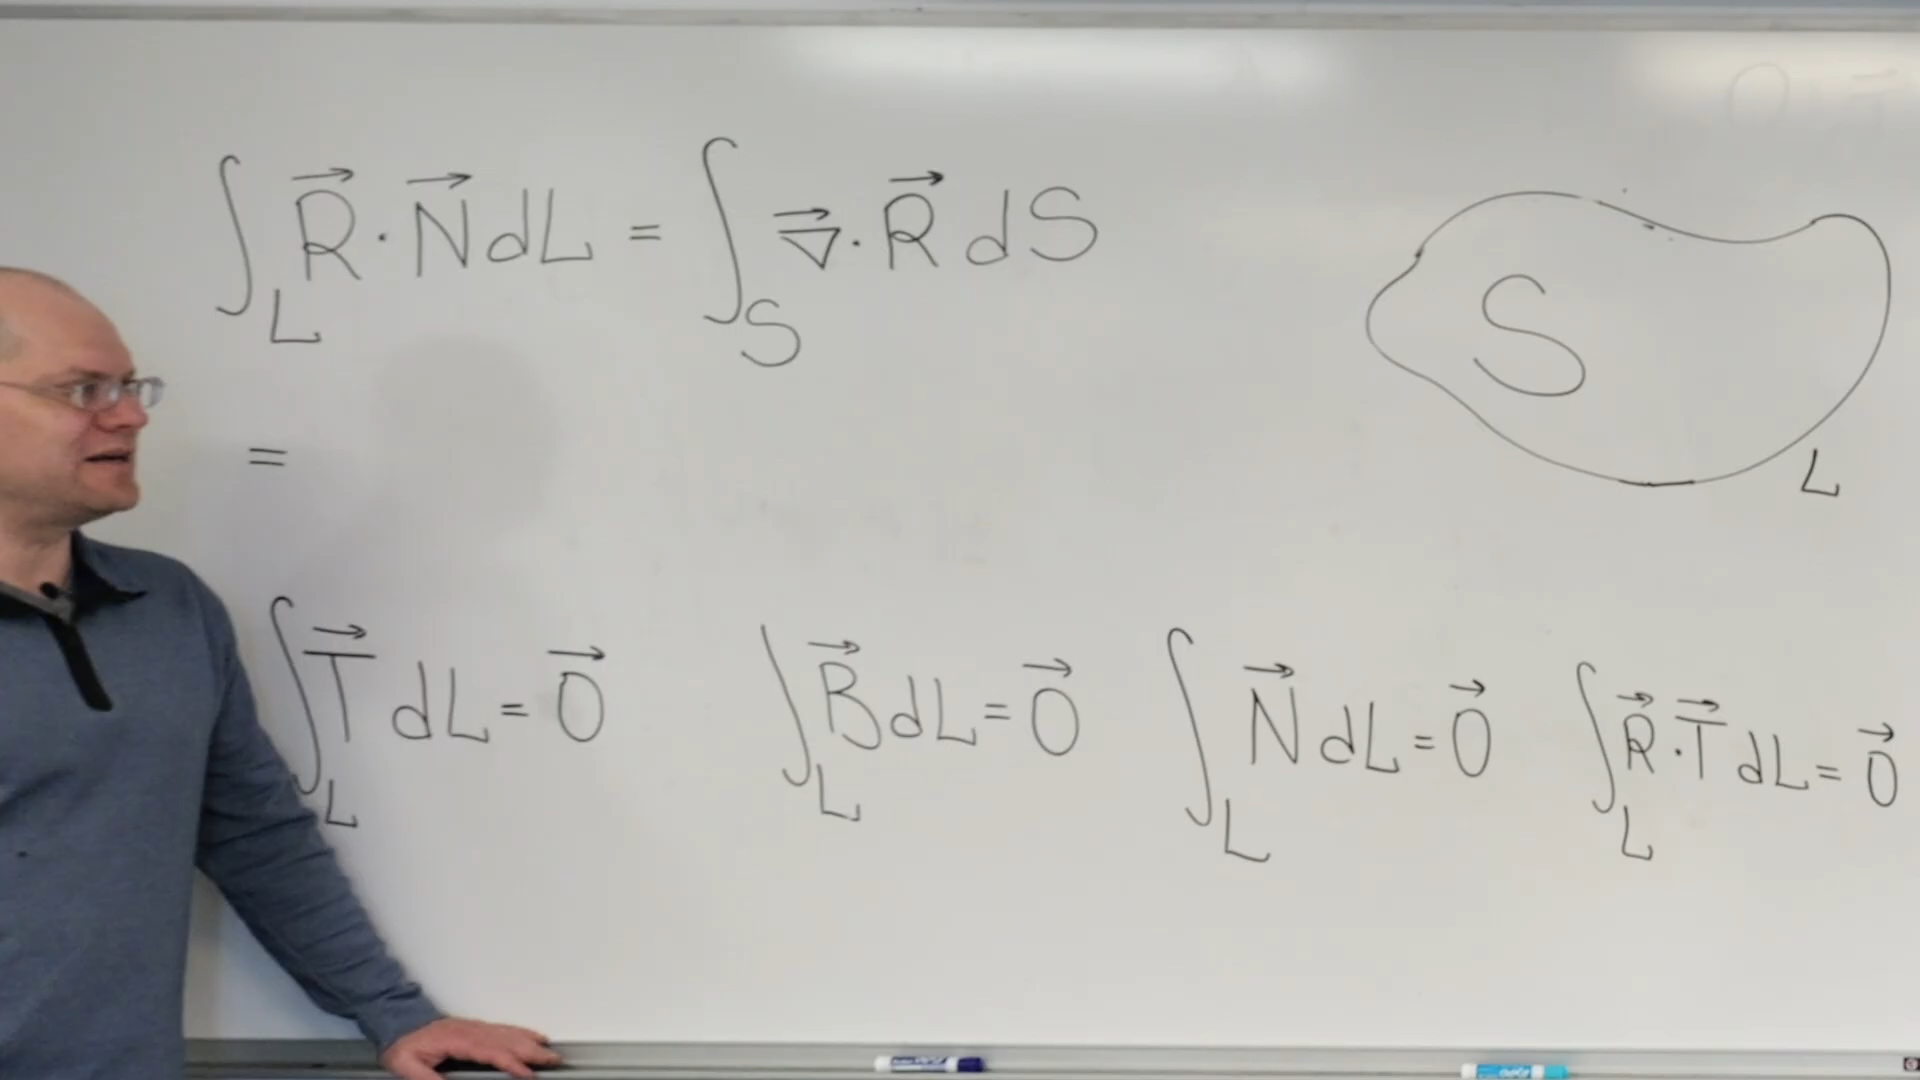 ∫_L R⃗ · N⃗ dL = ∫_S ∇⃗ · R⃗ dS
S
=
L
∫_L T⃗ dL = 0⃗
∫_L B⃗ dL = 0⃗
∫_L N⃗ dL = 0⃗
∫_L R⃗ · T⃗ dL = 0⃗